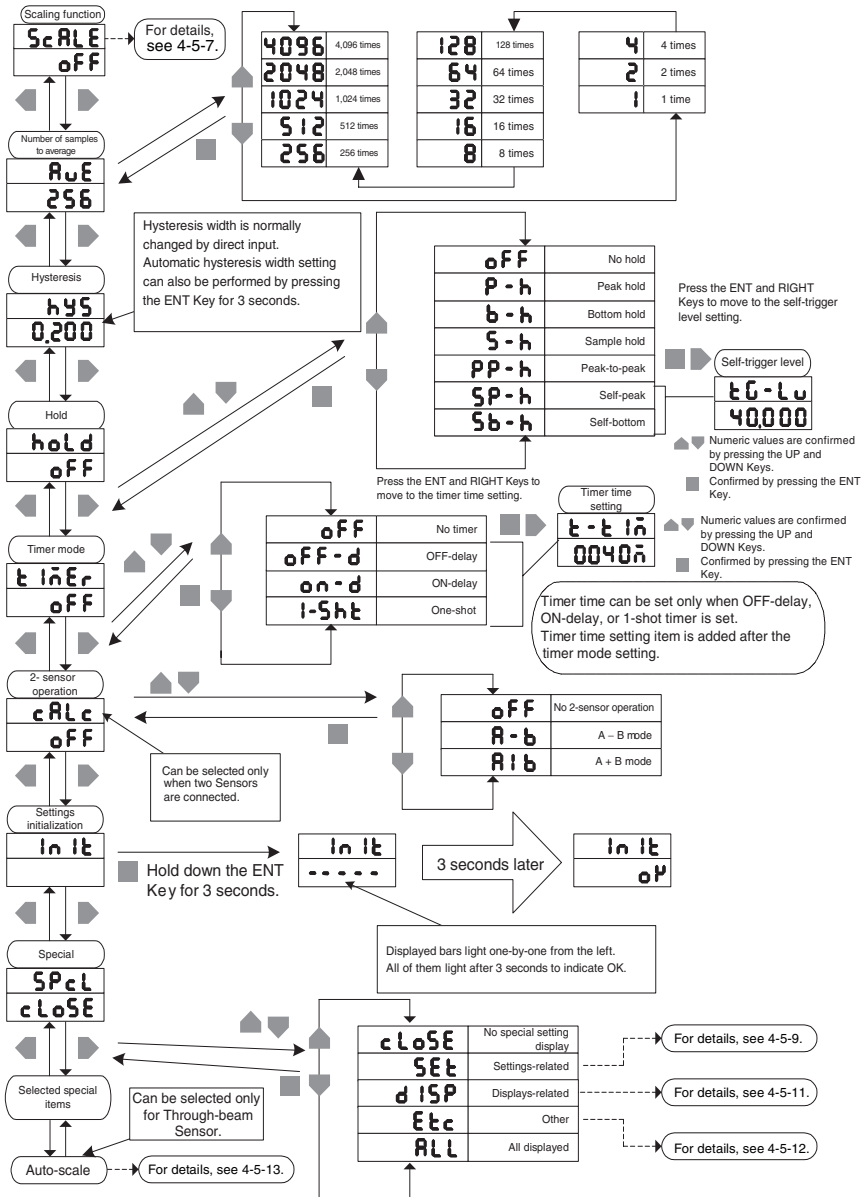 Scaling function
ScALE
oFF
For details,
see 4-5-7.
4096 4,096 times
2048 2,048 times
1024 1,024 times
512 512 times
256 256 times
128 128 times
64 64 times
32 32 times
16 16 times
8 8 times
4 4 times
2 2 times
1 1 time
Number of samples
to average
AvE
256
Hysteresis width is normally
changed by direct input.
Automatic hysteresis width setting
can also be performed by pressing
the ENT Key for 3 seconds.
Hysteresis
hYS
0.200
oFF No hold
P-h Peak hold
b-h Bottom hold
S-h Sample hold
PP-h Peak-to-peak
SP-h Self-peak
Sb-h Self-bottom
Press the ENT and RIGHT
Keys to move to the self-trigger
level setting.
Self-trigger level
tG-Lv
40,000
Numeric values are confirmed
by pressing the UP and
DOWN Keys.
Confirmed by pressing the ENT
Key.
Hold
hoLd
oFF
Press the ENT and RIGHT Keys to
move to the timer time setting.
oFF No timer
oFF-d OFF-delay
on-d ON-delay
1-Sht One-shot
Timer time
setting
t-tim
0040m
Numeric values are confirmed
by pressing the UP and
DOWN Keys.
Confirmed by pressing the ENT
Key.
Timer mode
timEr
oFF
Timer time can be set only when OFF-delay,
ON-delay, or 1-shot timer is set.
Timer time setting item is added after the
timer mode setting.
2- sensor
operation
cALc
oFF
Can be selected only
when two Sensors
are connected.
oFF No 2-sensor operation
A-b A – B mode
A1b A + B mode
Settings
initialization
InIt
Hold down the ENT
Key for 3 seconds.
InIt
-----
3 seconds later
InIt
oK
Displayed bars light one-by-one from the left.
All of them light after 3 seconds to indicate OK.
Special
SPcL
cLoSE
cLoSE No special setting
display
SEt Settings-related
dISP Displays-related
Etc Other
ALL All displayed
For details, see 4-5-9.
For details, see 4-5-11.
For details, see 4-5-12.
Selected special
items
Can be selected only
for Through-beam
Sensor.
Auto-scale
For details, see 4-5-13.